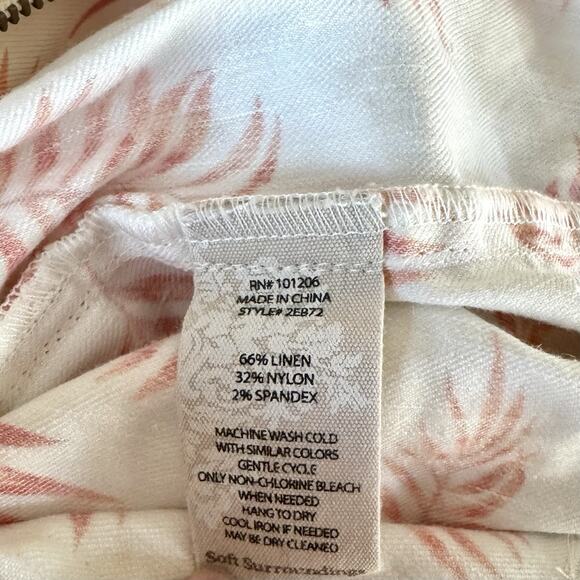 RN# 101206
MADE IN CHINA
STYLE# 2EB72
66% LINEN
32% NYLON
2% SPANDEX
MACHINE WASH COLD
WITH SIMILAR COLORS
GENTLE CYCLE
ONLY NON-CHLORINE BLEACH
WHEN NEEDED
HANG TO DRY
COOL IRON IF NEEDED
MAY BE DRY CLEANED
Soft Surroundings